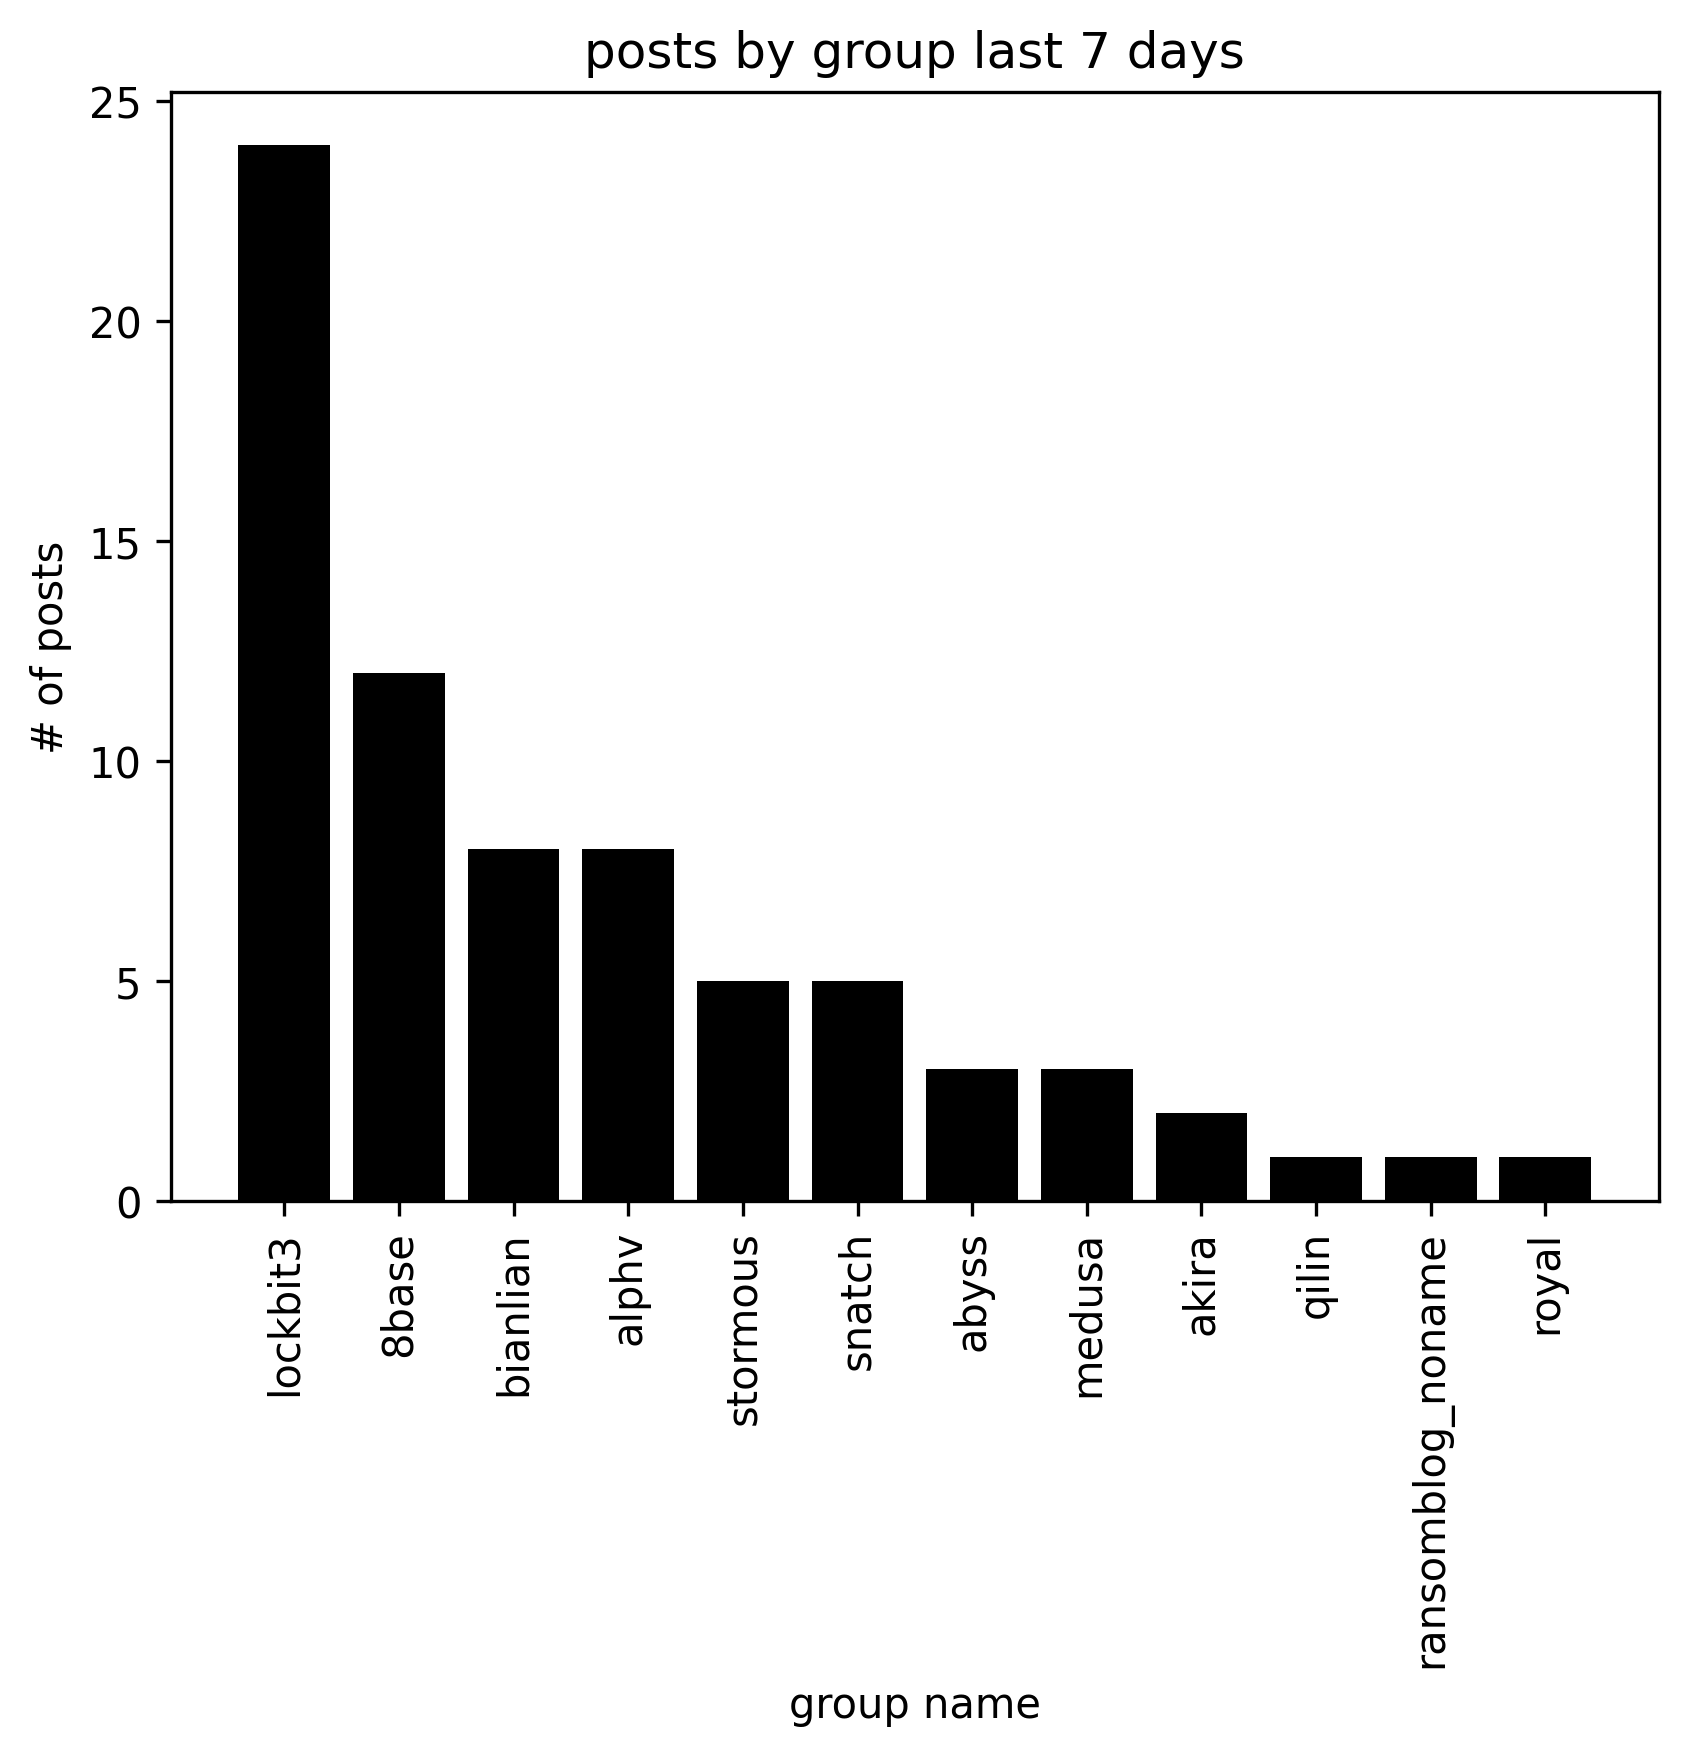 posts by group last 7 days
25
20
15
10
5
0
# of posts
lockbit3
8base
bianlian
alphv
stormous
snatch
abyss
medusa
akira
qilin
ransomblog_noname
royal
group name